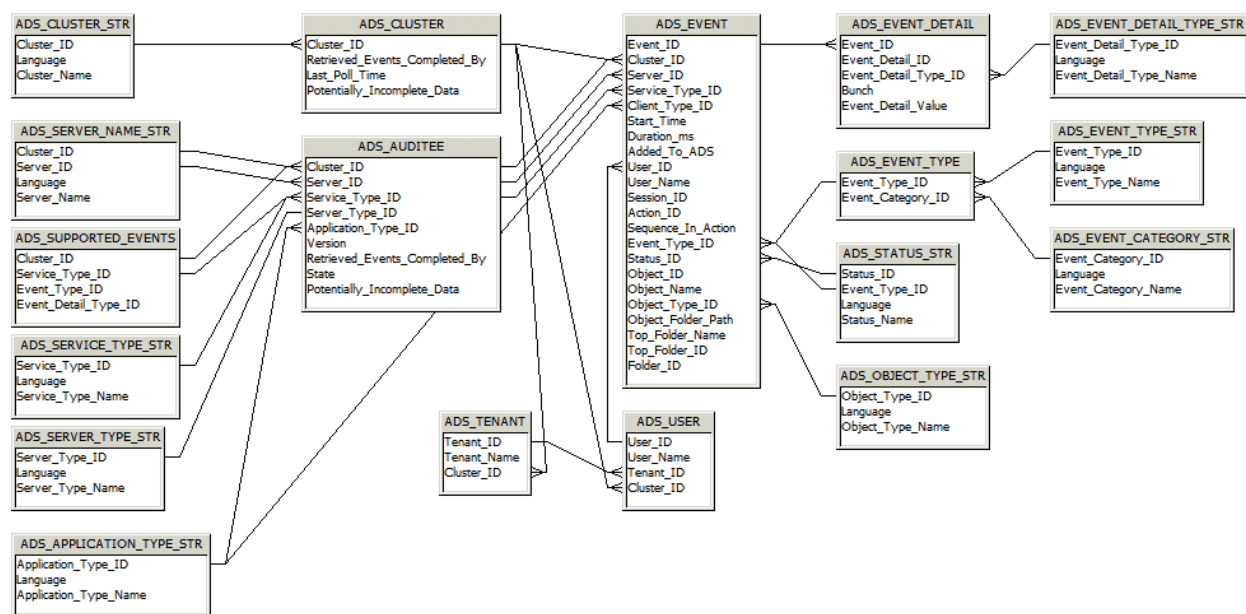 ADS_CLUSTER_STR
Cluster_ID
Language
Cluster_Name
ADS_CLUSTER
Cluster_ID
Retrieved_Events_Completed_By
Last_Poll_Time
Potentially_Incomplete_Data
ADS_EVENT
Event_ID
Cluster_ID
Server_ID
Service_Type_ID
Client_Type_ID
Start_Time
Duration_ms
Added_To_ADS
User_ID
User_Name
Session_ID
Action_ID
Sequence_In_Action
Event_Type_ID
Status_ID
Object_ID
Object_Name
Object_Type_ID
Object_Folder_Path
Top_Folder_Name
Top_Folder_ID
Folder_ID
ADS_EVENT_DETAIL
Event_ID
Event_Detail_ID
Event_Detail_Type_ID
Bunch
Event_Detail_Value
ADS_EVENT_DETAIL_TYPE_STR
Event_Detail_Type_ID
Language
Event_Detail_Type_Name
ADS_SERVER_NAME_STR
Cluster_ID
Server_ID
Language
Server_Name
ADS_AUDITEE
Cluster_ID
Server_ID
Service_Type_ID
Server_Type_ID
Application_Type_ID
Version
Retrieved_Events_Completed_By
State
Potentially_Incomplete_Data
ADS_EVENT_TYPE
Event_Type_ID
Event_Category_ID
ADS_EVENT_TYPE_STR
Event_Type_ID
Language
Event_Type_Name
ADS_SUPPORTED_EVENTS
Cluster_ID
Service_Type_ID
Event_Type_ID
Event_Detail_Type_ID
ADS_STATUS_STR
Status_ID
Event_Type_ID
Language
Status_Name
ADS_EVENT_CATEGORY_STR
Event_Category_ID
Language
Event_Category_Name
ADS_SERVICE_TYPE_STR
Service_Type_ID
Language
Service_Type_Name
ADS_OBJECT_TYPE_STR
Object_Type_ID
Language
Object_Type_Name
ADS_SERVER_TYPE_STR
Server_Type_ID
Language
Server_Type_Name
ADS_TENANT
Tenant_ID
Tenant_Name
Cluster_ID
ADS_USER
User_ID
User_Name
Tenant_ID
Cluster_ID
ADS_APPLICATION_TYPE_STR
Application_Type_ID
Language
Application_Type_Name